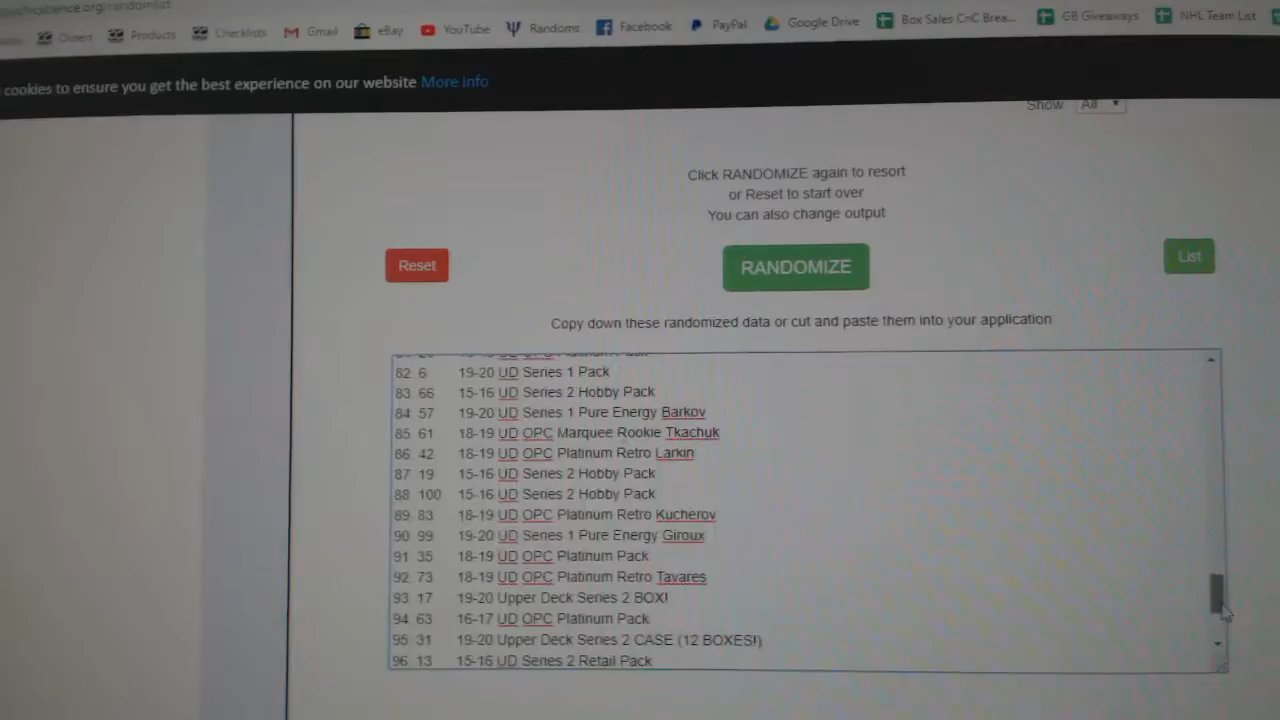 Dissert Products Checklists Gmail eBay YouTube Randoms Facebook PayPal Google Drive Box Sales CnC Brea... GB Giveaways NHL Team List
cookies to ensure you get the best experience on our website More info
Show All
Click RANDOMIZE again to resort
or Reset to start over
You can also change output
Reset RANDOMIZE List
Copy down these randomized data or cut and paste them into your application
82 6 19-20 UD Series 1 Pack
83 66 15-16 UD Series 2 Hobby Pack
84 57 19-20 UD Series 1 Pure Energy Barkov
85 61 18-19 UD OPC Marquee Rookie Tkachuk
86 42 18-19 UD OPC Platinum Retro Larkin
87 19 15-16 UD Series 2 Hobby Pack
88 100 15-16 UD Series 2 Hobby Pack
89 83 18-19 UD OPC Platinum Retro Kucherov
90 99 19-20 UD Series 1 Pure Energy Giroux
91 35 18-19 UD OPC Platinum Pack
92 73 18-19 UD OPC Platinum Retro Tavares
93 17 19-20 Upper Deck Series 2 BOX!
94 63 16-17 UD OPC Platinum Pack
95 31 19-20 Upper Deck Series 2 CASE (12 BOXES!)
96 13 15-16 UD Series 2 Retail Pack